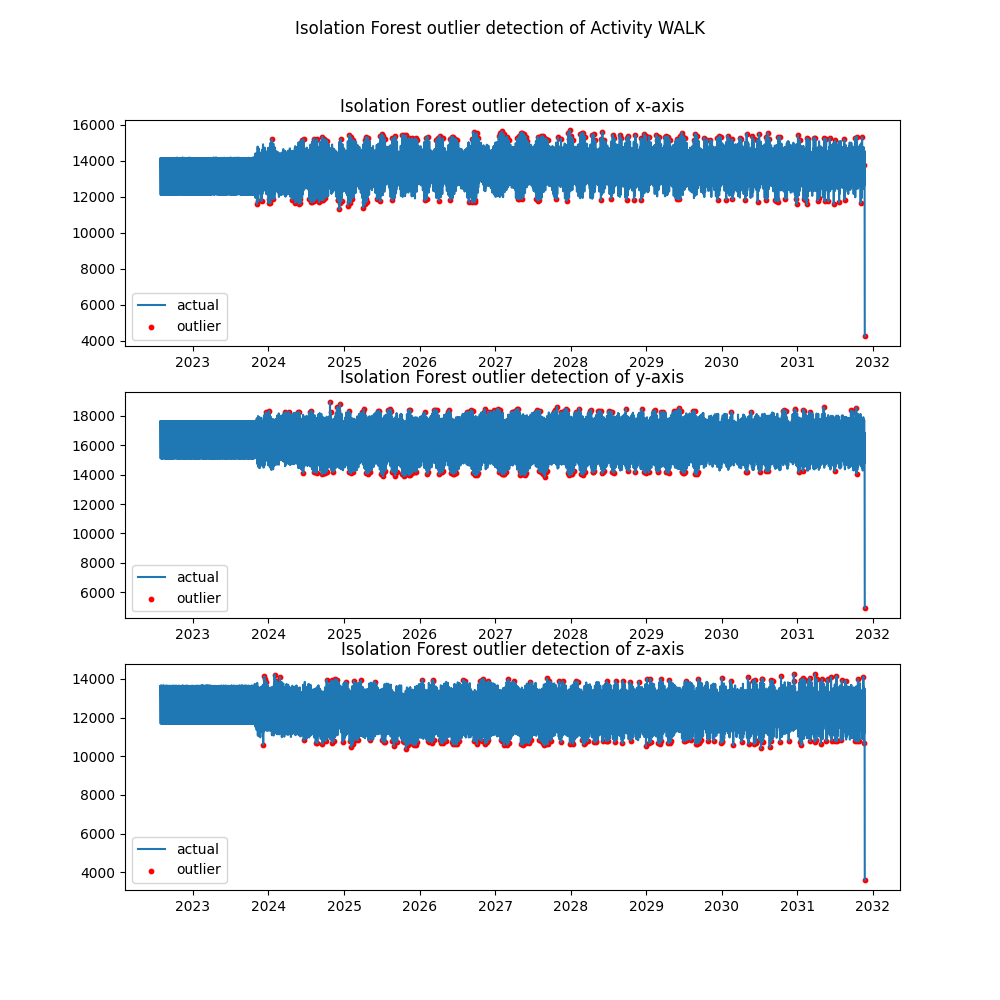 Isolation Forest outlier detection of Activity WALK
Isolation Forest outlier detection of x-axis
16000
14000
12000
10000
8000
6000
4000
actual
outlier
2023 2024 2025 2026 2027 2028 2029 2030 2031 2032
Isolation Forest outlier detection of y-axis
18000
16000
14000
12000
10000
8000
6000
actual
outlier
2023 2024 2025 2026 2027 2028 2029 2030 2031 2032
Isolation Forest outlier detection of z-axis
14000
12000
10000
8000
6000
4000
actual
outlier
2023 2024 2025 2026 2027 2028 2029 2030 2031 2032